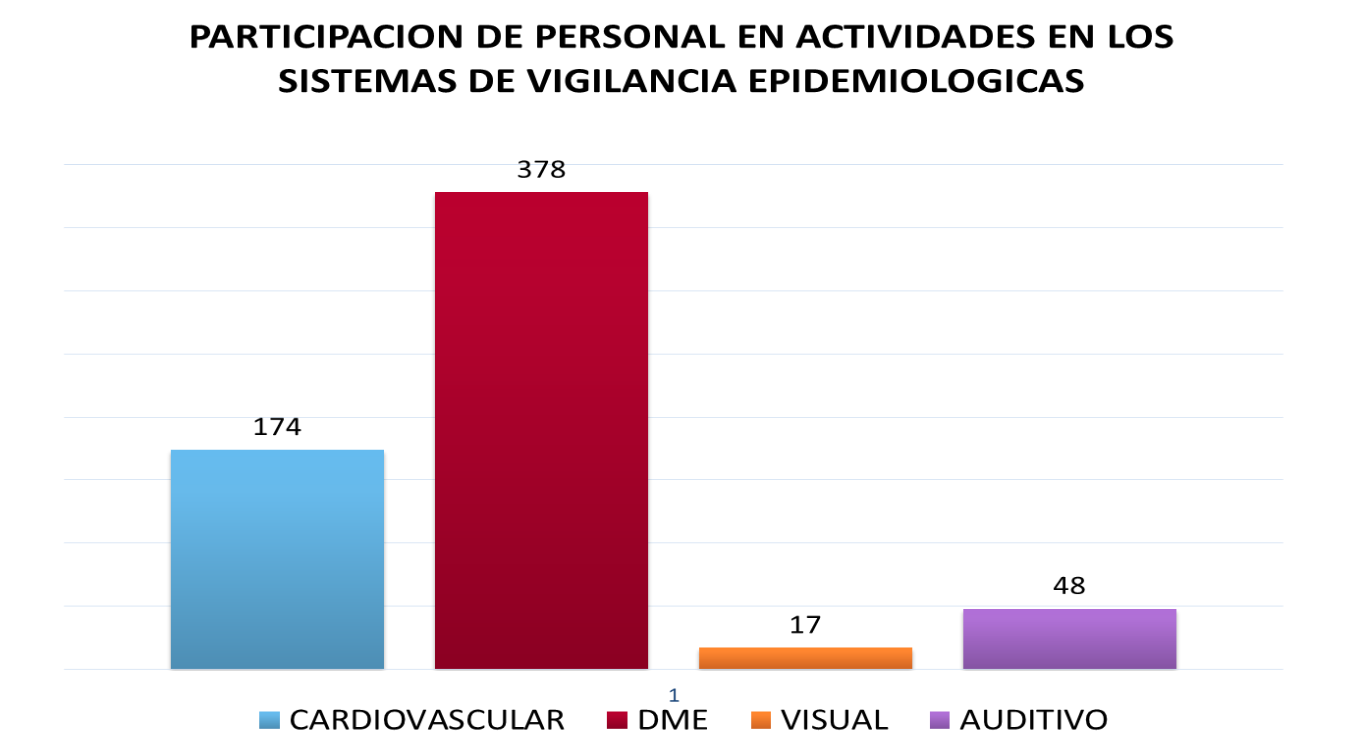 PARTICIPACION DE PERSONAL EN ACTIVIDADES EN LOS
SISTEMAS DE VIGILANCIA EPIDEMIOLOGICAS
378
174
48
17
1
CARDIOVASCULAR DME VISUAL AUDITIVO